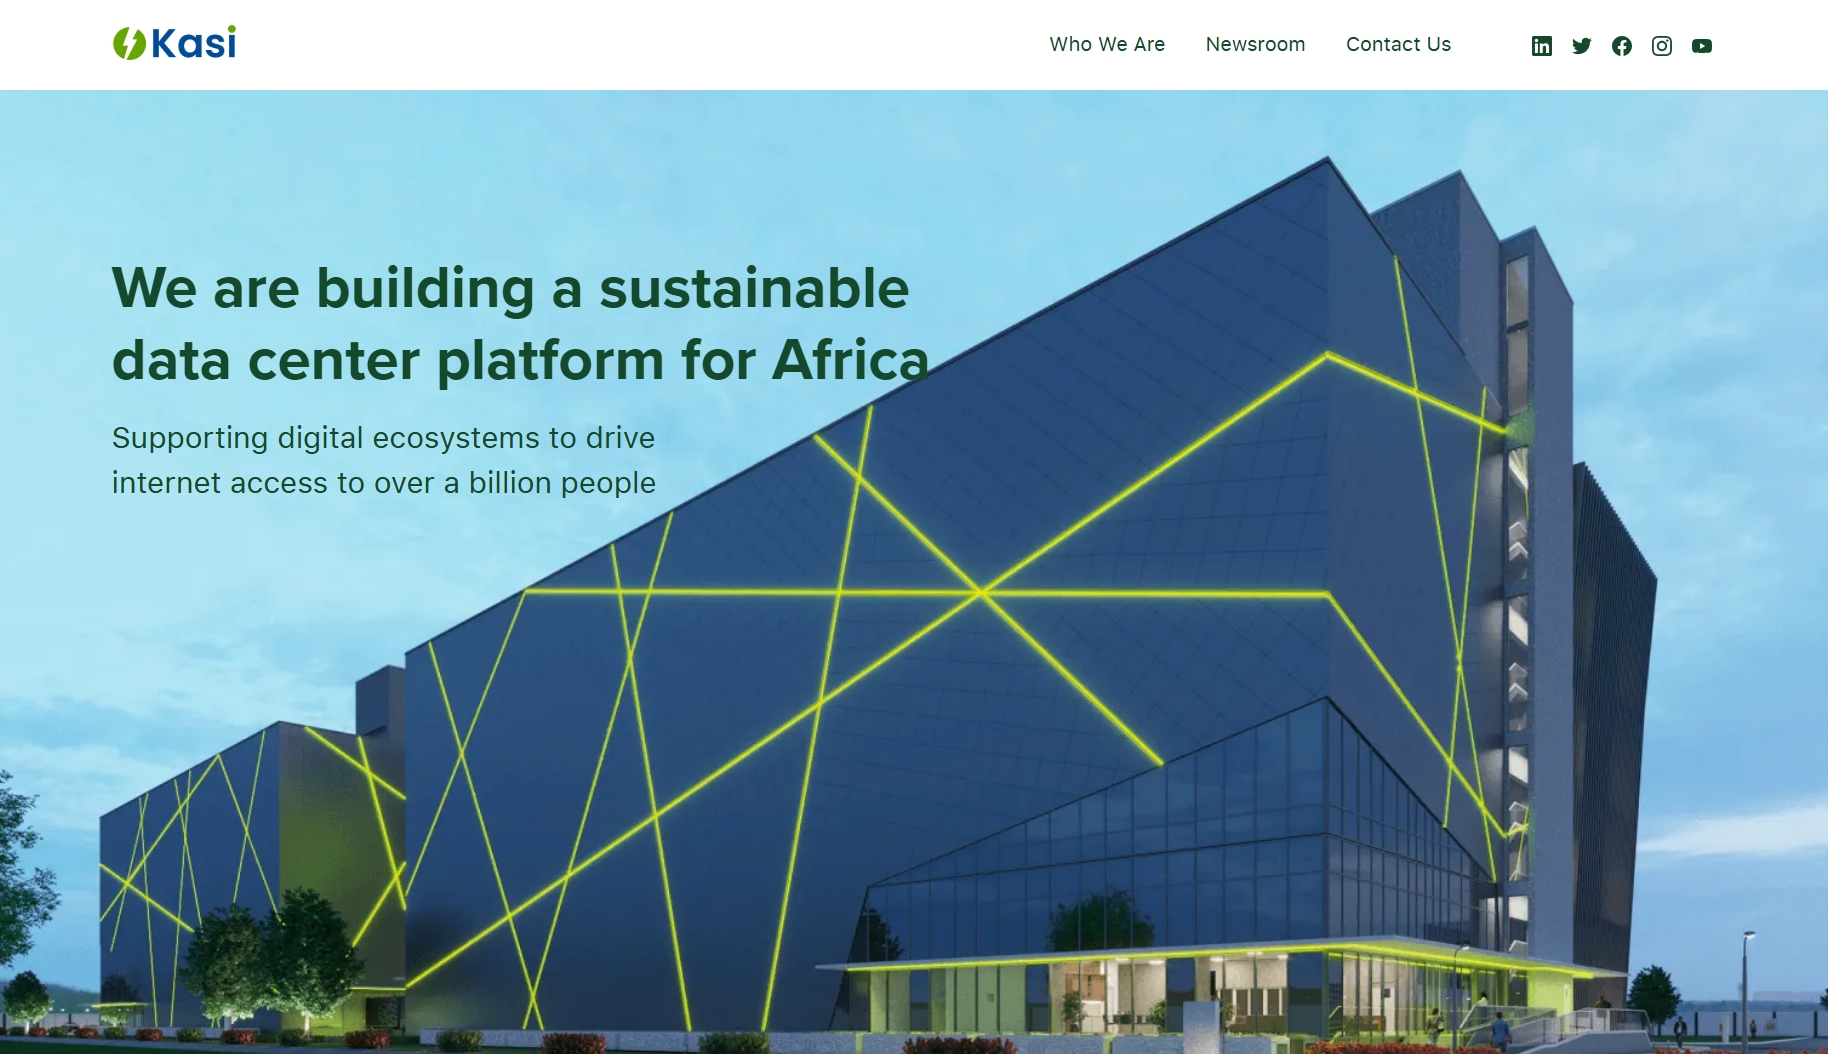 Kasi
Who We Are
Newsroom
Contact Us
We are building a sustainable
data center platform for Africa
Supporting digital ecosystems to drive
internet access to over a billion people